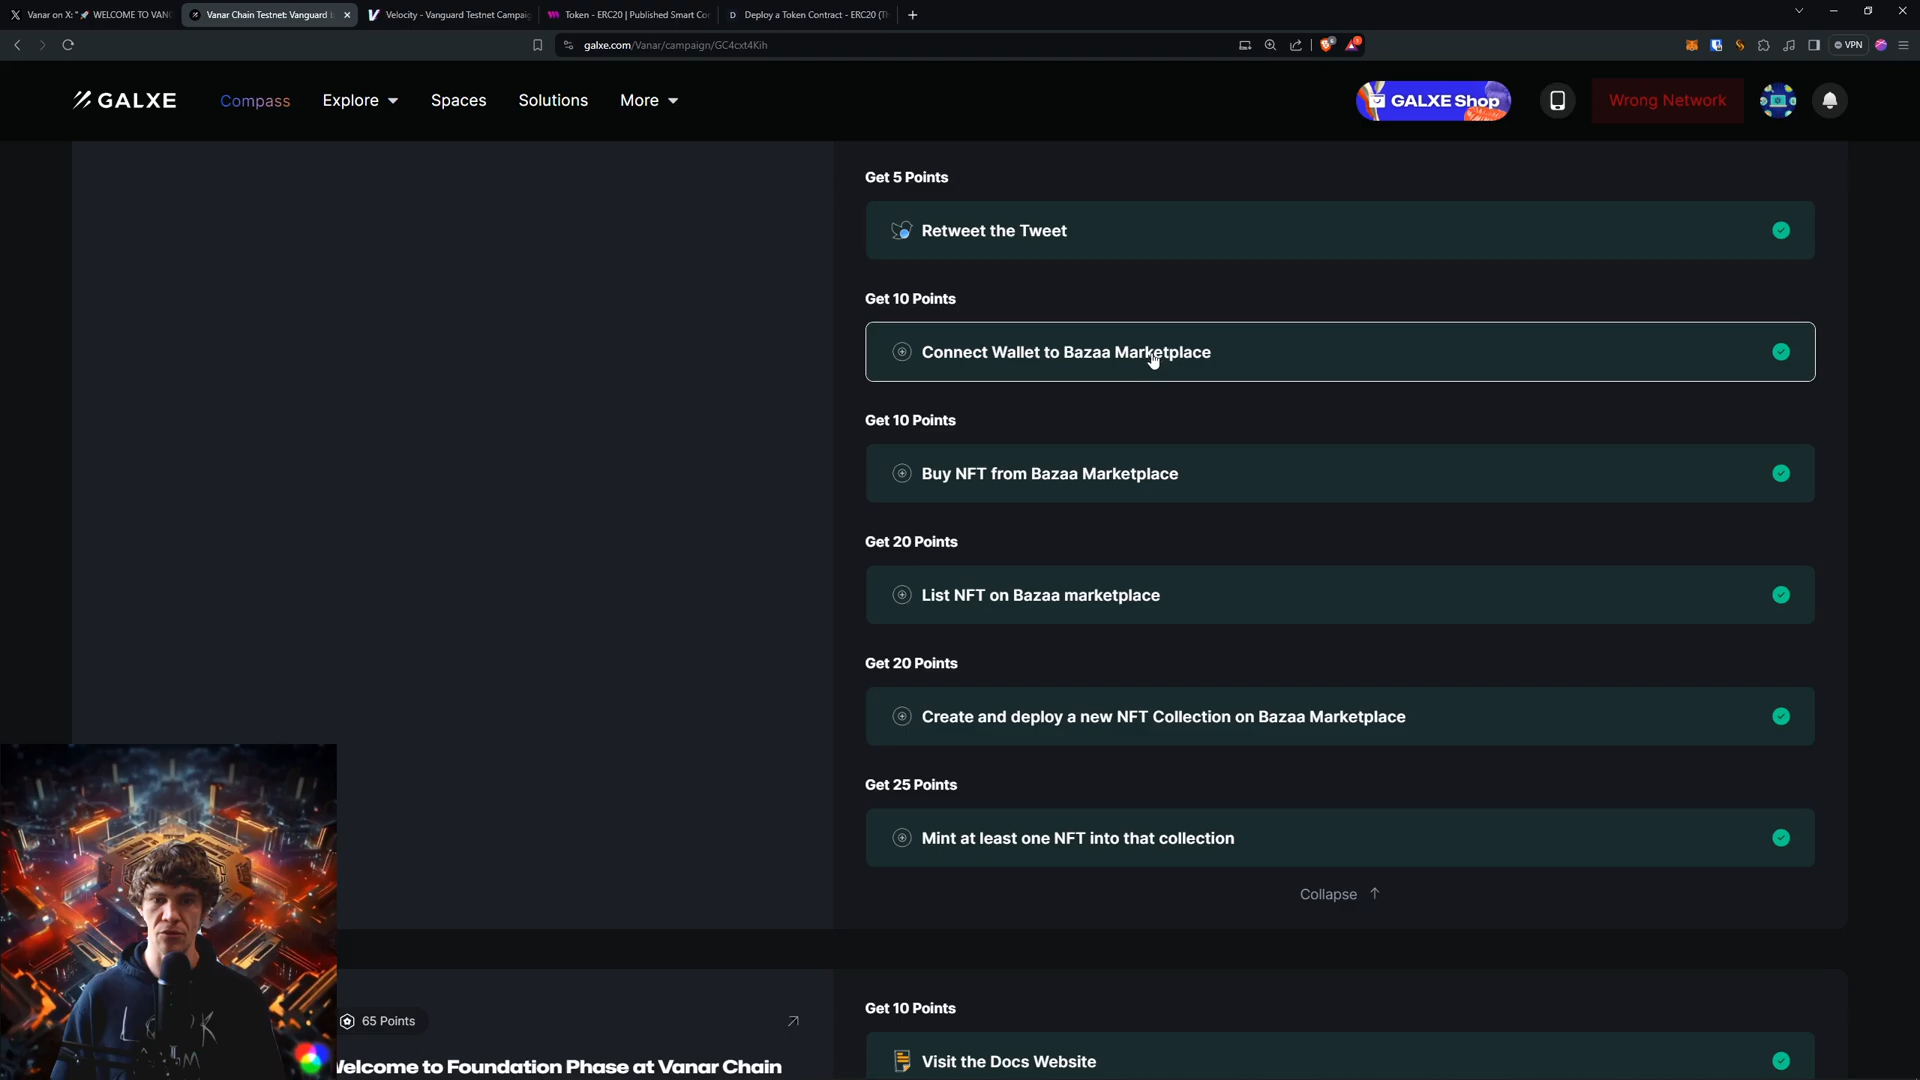 Vanar on X: "🚀 WELCOME TO VAN
Vanar Chain Testnet: Vanguard
Velocity - Vanguard Testnet Campaig
Token - ERC20 | Published Smart Co
Deploy a Token Contract - ERC20 (Th
galxe.com/Vanar/campaign/GC4cxt4Kih
VPN
GALXE
Compass
Explore
Spaces
Solutions
More
GALXE Shop
Wrong Network
Get 5 Points
Retweet the Tweet
Get 10 Points
Connect Wallet to Bazaa Marketplace
Get 10 Points
Buy NFT from Bazaa Marketplace
Get 20 Points
List NFT on Bazaa marketplace
Get 20 Points
Create and deploy a new NFT Collection on Bazaa Marketplace
Get 25 Points
Mint at least one NFT into that collection
Collapse
65 Points
Welcome to Foundation Phase at Vanar Chain
Get 10 Points
Visit the Docs Website